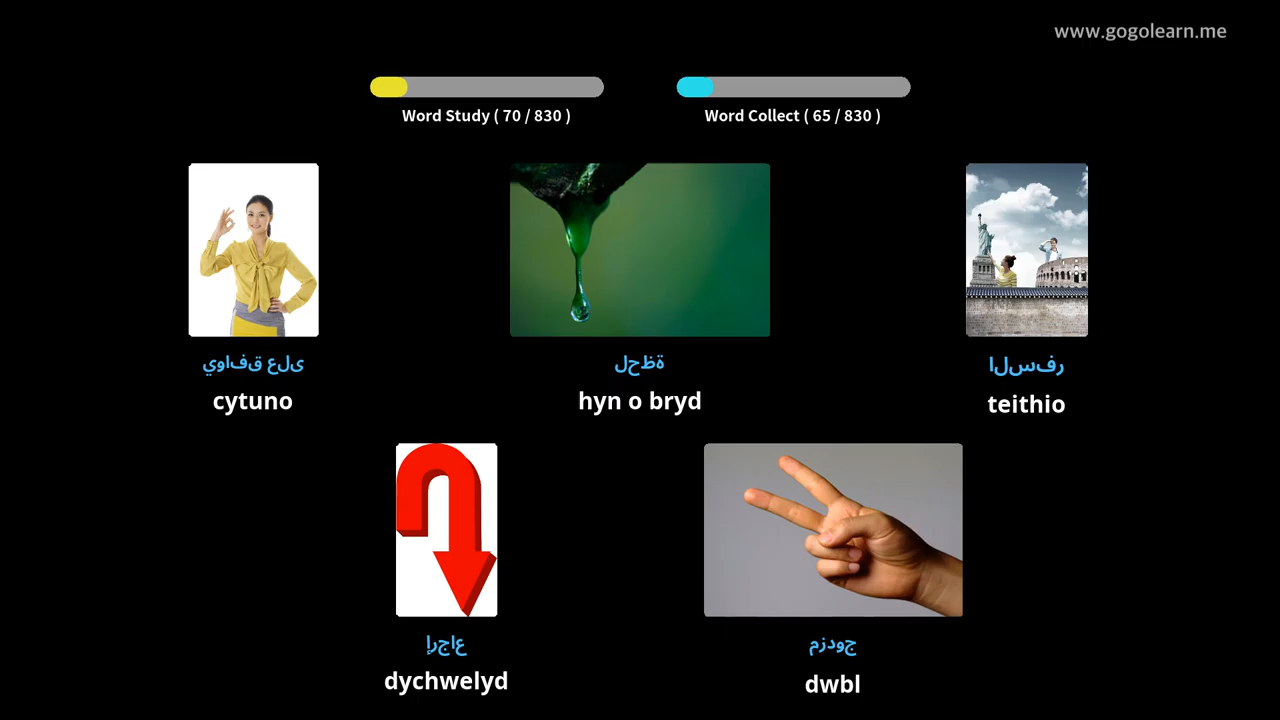 www.gogolearn.me
Word Study ( 70 / 830 )
Word Collect ( 65 / 830 )
يوافق على
cytuno
لحظة
hyn o bryd
السفر
teithio
إرجاع
dychwelyd
مزدوج
dwbl